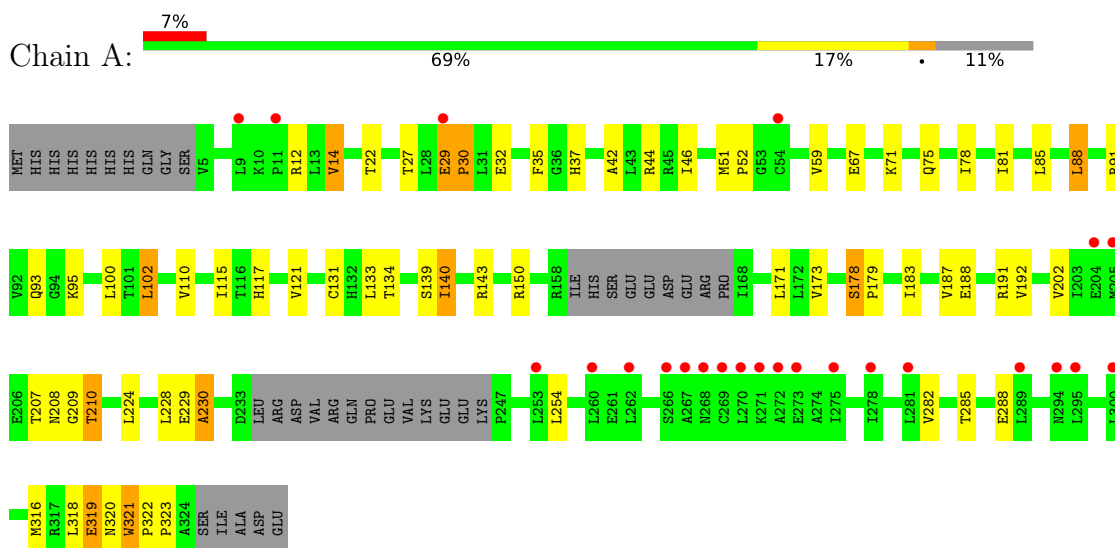 7%
Chain A:
69% 17% • 11%
MET HIS HIS HIS HIS HIS HIS GLN GLY SER V5 L9 K10 P11 R12 L13 V14 T22 T27 L28 E29 P30 L31 E32 F35 G36 H37 A42 L43 R44 R45 I46 M51 P52 G53 C54 V59 E67 K71 Q75 I78 I81 L85 L88 R91
V92 Q93 G94 K95 L100 T101 L102 V110 I115 T116 H117 V121 C131 H132 L133 T134 S139 I140 R143 R150 R158 ILE HIS SER GLU GLU ASP GLU ARG PRO I168 L171 L172 V173 S178 P179 I183 V187 E188 R191 V192 V202 I203 E204 M205
E206 T207 N208 G209 T210 L224 L228 E229 A230 D233 LEU ARG ASP VAL ARG GLN PRO GLU VAL LYS GLU GLU LYS P247 L253 L254 L260 E261 L262 S266 A267 N268 C269 L270 K271 A272 E273 A274 I275 I278 L281 V282 T285 E288 L289 N294 L295 L300
M316 R317 L318 E319 N320 W321 P322 P323 A324 SER ILE ALA ASP GLU